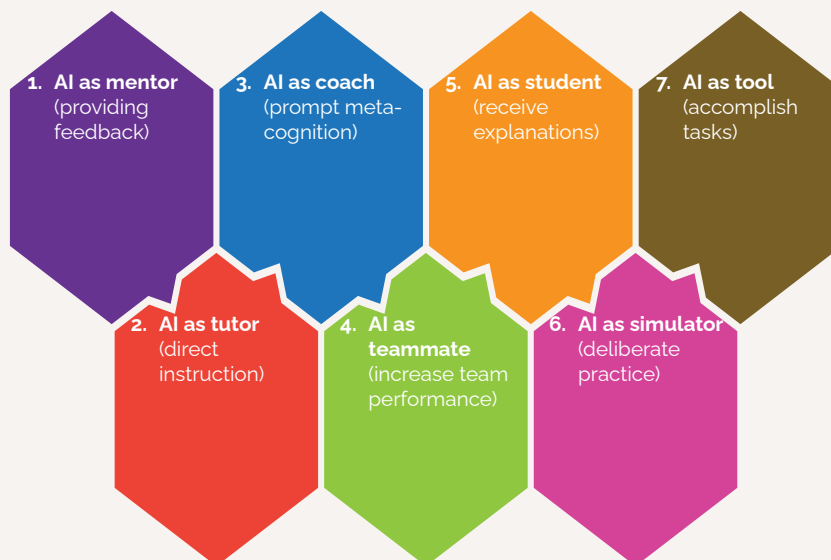 1. AI as mentor
(providing
feedback)
2. AI as tutor
(direct
instruction)
3. AI as coach
(prompt meta-
cognition)
4. AI as
teammate
(increase team
performance)
5. AI as student
(receive
explanations)
6. AI as simulator
(deliberate
practice)
7. AI as tool
(accomplish
tasks)